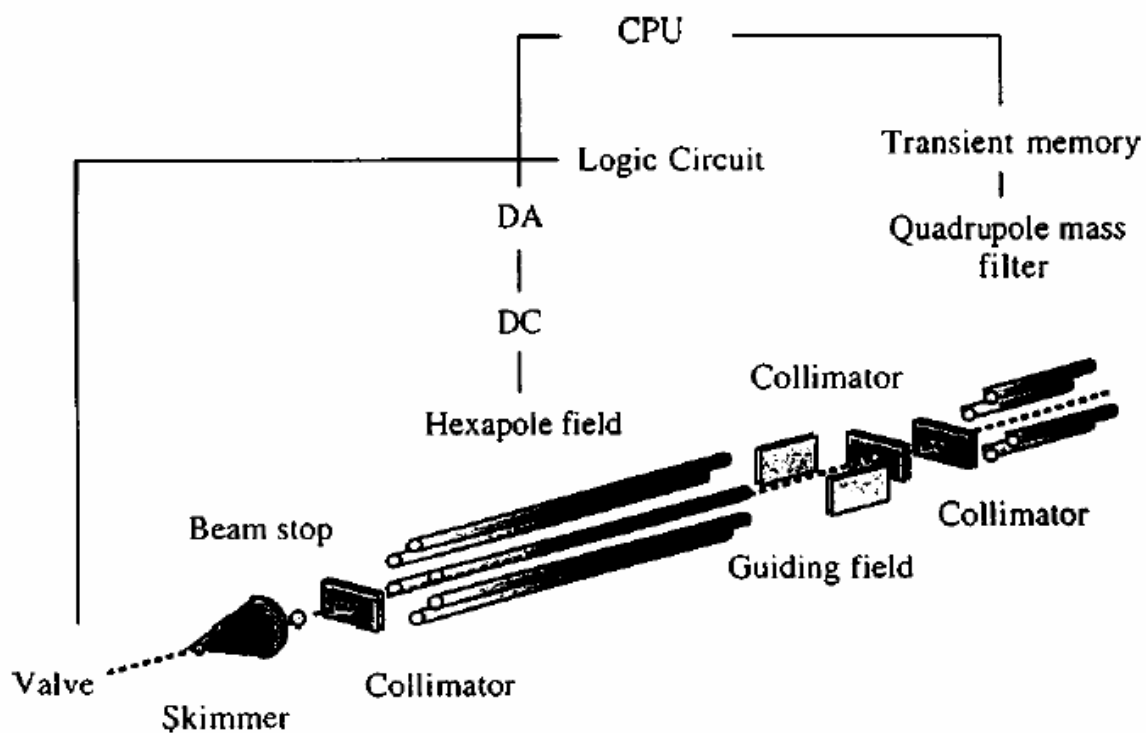 CPU
Logic Circuit
Transient memory
DA
Quadrupole mass
filter
DC
Collimator
Hexapole field
Beam stop
Collimator
Guiding field
Valve
Collimator
Skimmer